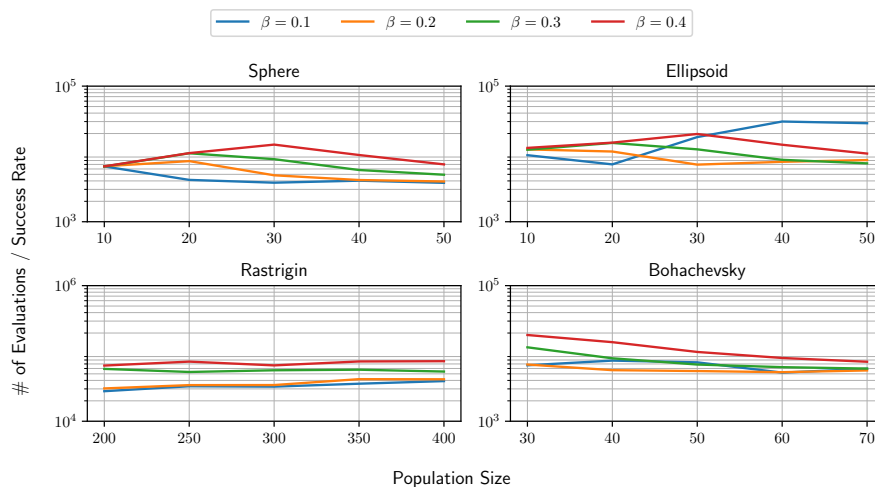 β = 0.1 β = 0.2 β = 0.3 β = 0.4
# of Evaluations / Success Rate
Sphere
10^5
10^3
10 20 30 40 50
Ellipsoid
10^5
10^3
10 20 30 40 50
Rastrigin
10^6
10^4
200 250 300 350 400
Bohachevsky
10^5
10^3
30 40 50 60 70
Population Size